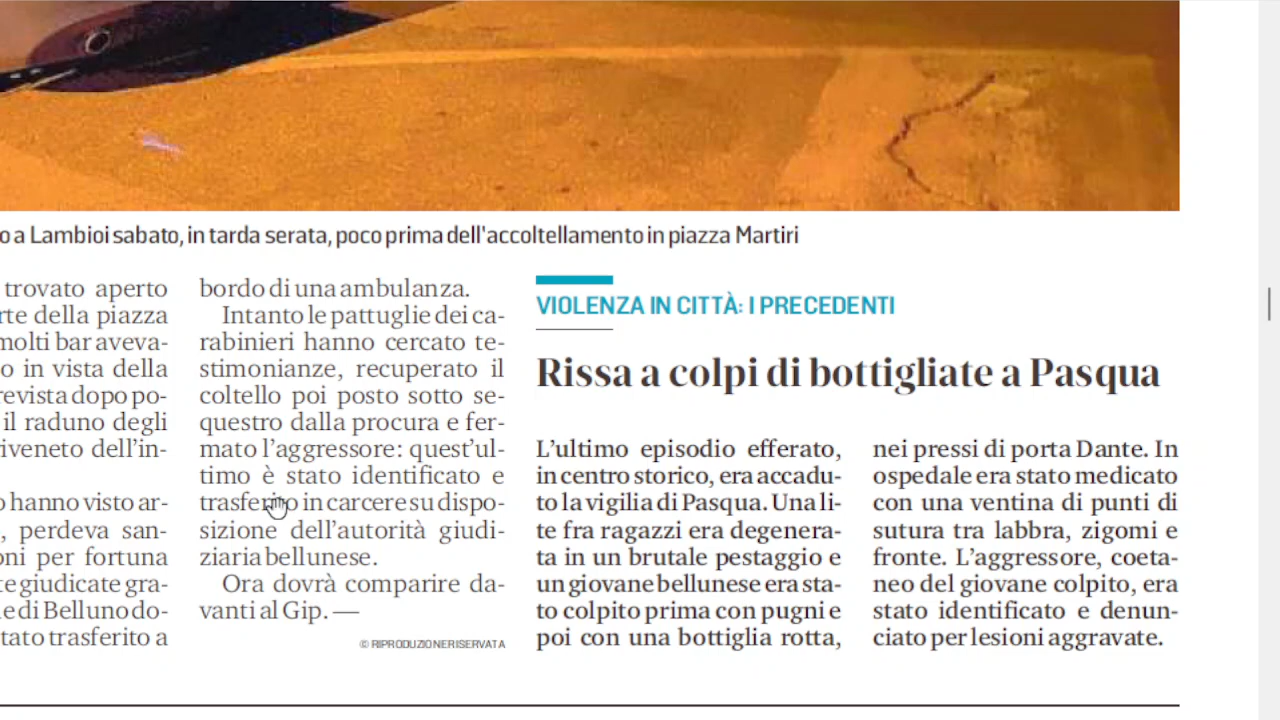 o a Lambioi sabato, in tarda serata, poco prima dell'accoltellamento in piazza Martiri
trovato aperto
rte della piazza
molti bar aveva-
o in vista della
revista dopo po-
il raduno degli
riveneto dell'in-
o hanno visto ar-
, perdeva san-
oni per fortuna
te giudicate gra-
e di Belluno do-
tato trasferito a
bordo di una ambulanza.
Intanto le pattuglie dei ca-
rabinieri hanno cercato te-
stimonianze, recuperato il
coltello poi posto sotto se-
questro dalla procura e fer-
mato l'aggressore: quest'ul-
timo è stato identificato e
trasferito in carcere su dispo-
sizione dell'autorità giudi-
ziaria bellunese.
Ora dovrà comparire da-
vanti al Gip. —
© RIPRODUZIONE RISERVATA
VIOLENZA IN CITTÀ: I PRECEDENTI
Rissa a colpi di bottigliate a Pasqua
L'ultimo episodio efferato,
in centro storico, era accadu-
to la vigilia di Pasqua. Una li-
te fra ragazzi era degenera-
ta in un brutale pestaggio e
un giovane bellunese era sta-
to colpito prima con pugni e
poi con una bottiglia rotta,
nei pressi di porta Dante. In
ospedale era stato medicato
con una ventina di punti di
sutura tra labbra, zigomi e
fronte. L'aggressore, coeta-
neo del giovane colpito, era
stato identificato e denun-
ciato per lesioni aggravate.